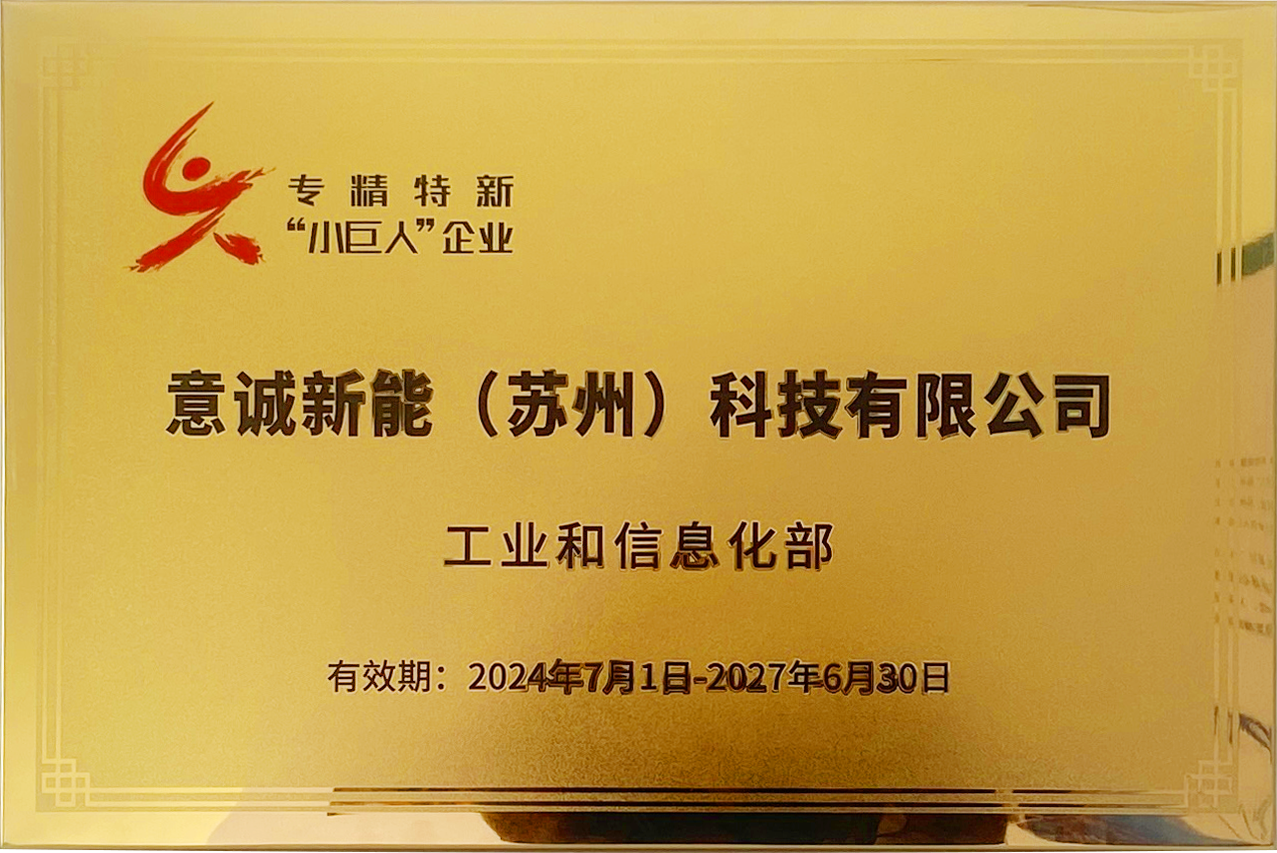 专精特新
“小巨人”企业
意诚新能（苏州）科技有限公司
工业和信息化部
有效期：2024年7月1日-2027年6月30日